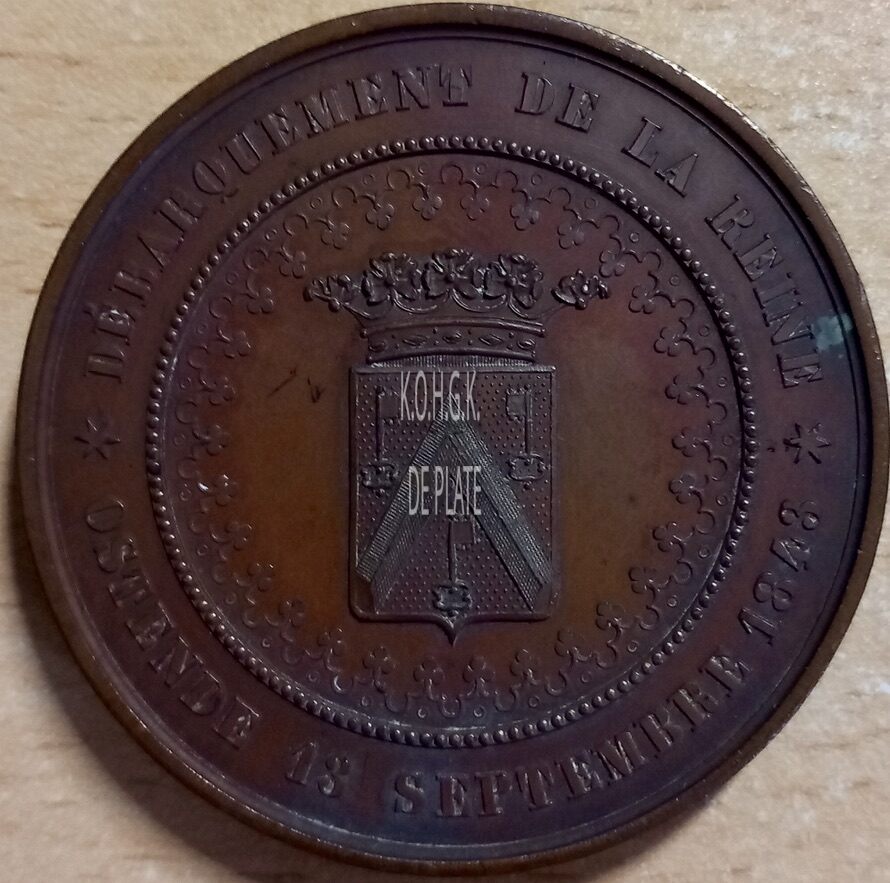 DÉBARQUEMENT DE LA REINE
OSTENDE 13 SEPTEMBRE 1843
K.O.H.G.K.
DE PLATE